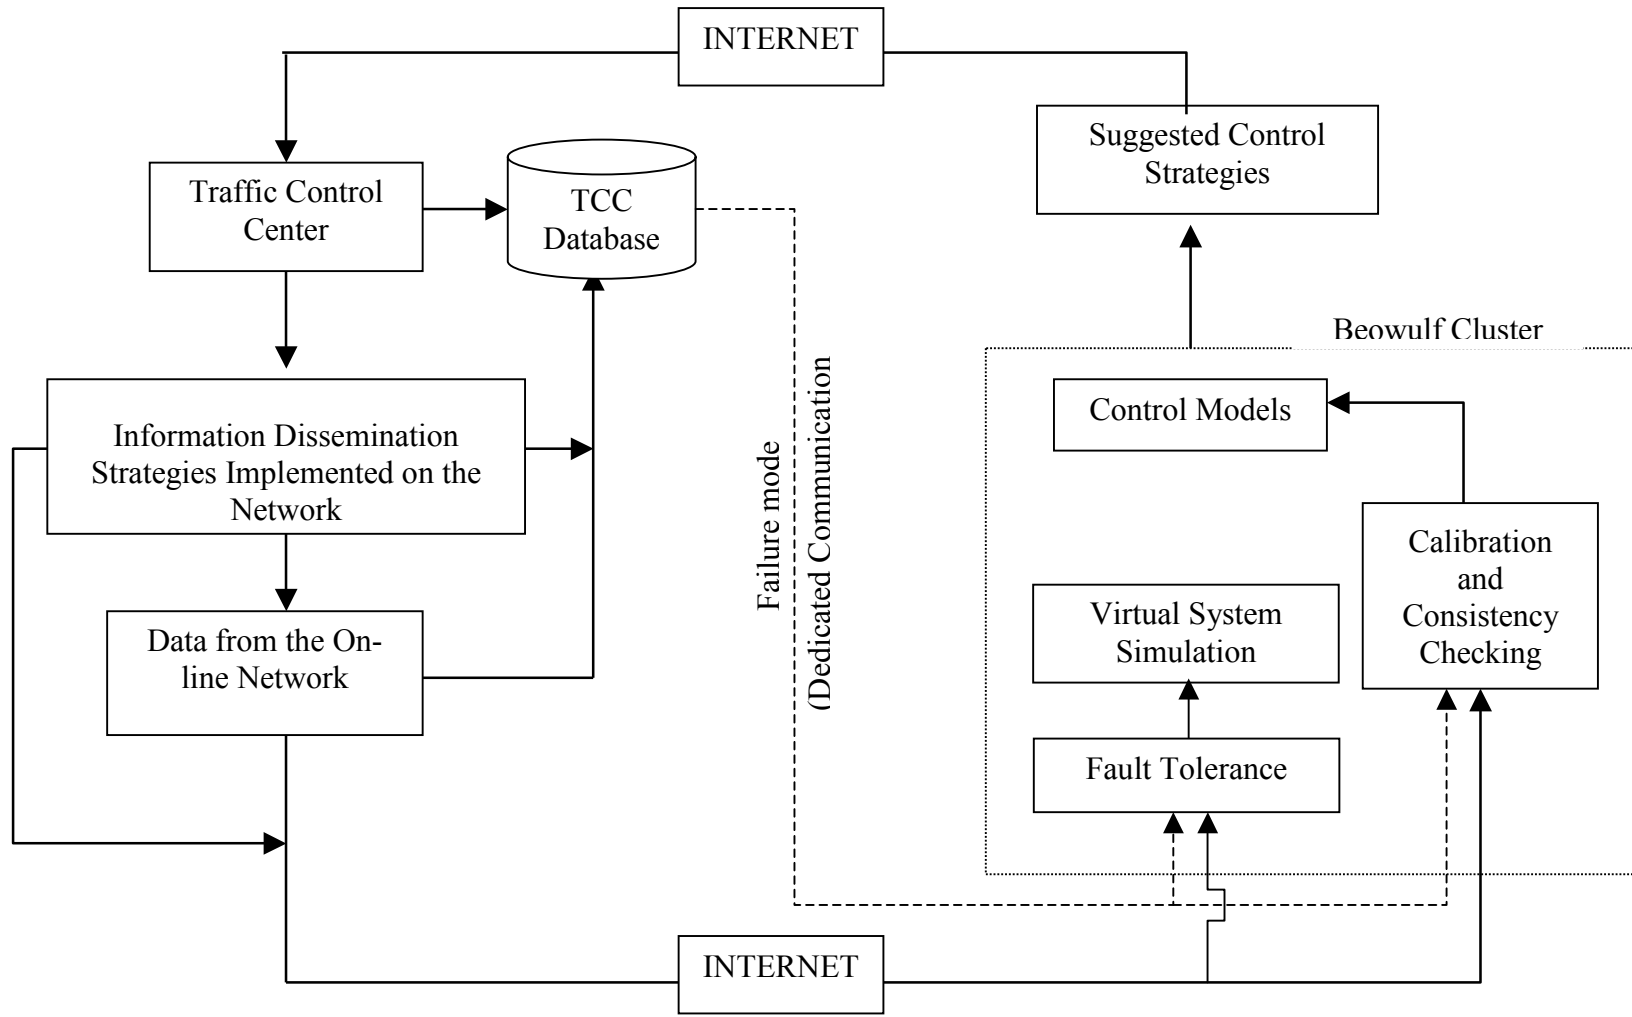 INTERNET
Suggested Control
Strategies
Traffic Control
Center
TCC
Database
Beowulf Cluster
Control Models
Information Dissemination
Strategies Implemented on the
Network
Failure mode
(Dedicated Communication
Calibration
and
Consistency
Checking
Virtual System
Simulation
Data from the On-
line Network
Fault Tolerance
INTERNET